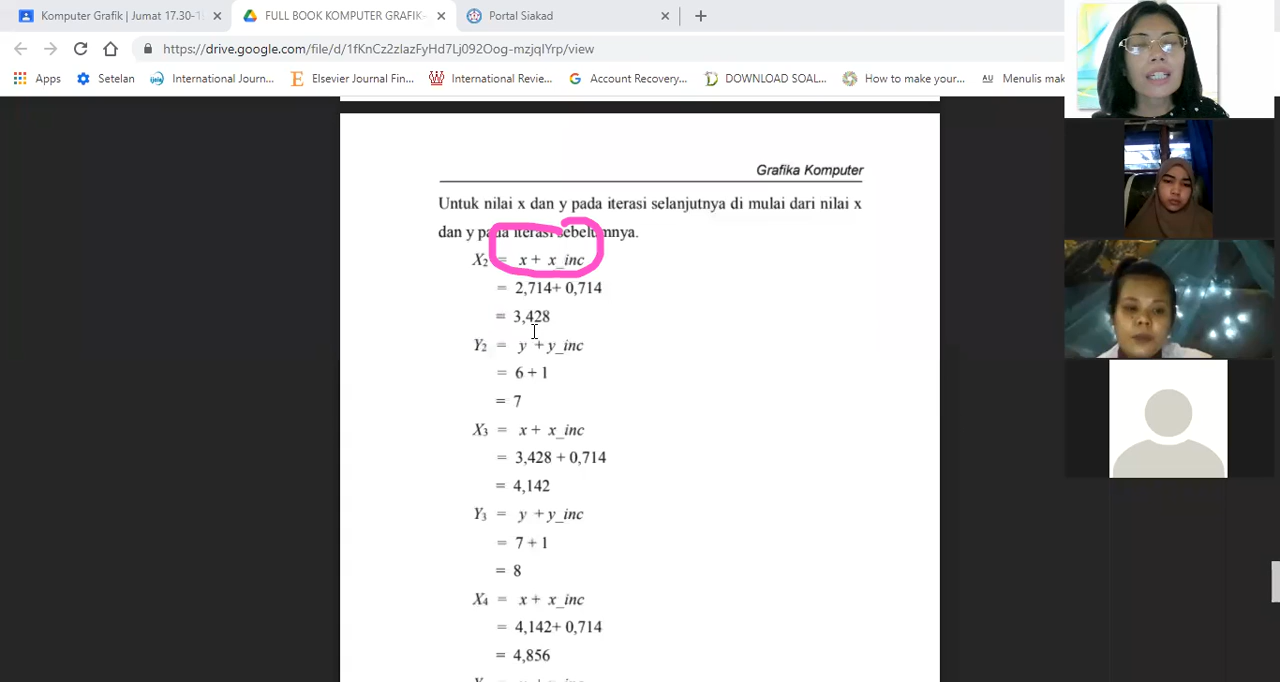 Komputer Grafik | Jumat 17.30-19
FULL BOOK KOMPUTER GRAFIK-
Portal Siakad
https://drive.google.com/file/d/1fKnCz2zIazFyHd7Lj092Oog-mzjqIYrp/view
Apps
Setelan
International Journ...
Elsevier Journal Fin...
International Revie...
Account Recovery...
DOWNLOAD SOAL...
How to make your...
AU Menulis mak
Grafika Komputer
Untuk nilai x dan y pada iterasi selanjutnya di mulai dari nilai x
dan y pada iterasi sebelumnya.
X2 = x + x_inc
= 2,714+ 0,714
= 3,428
Y2 = y + y_inc
= 6 + 1
= 7
X3 = x + x_inc
= 3,428 + 0,714
= 4,142
Y3 = y + y_inc
= 7 + 1
= 8
X4 = x + x_inc
= 4,142+ 0,714
= 4,856